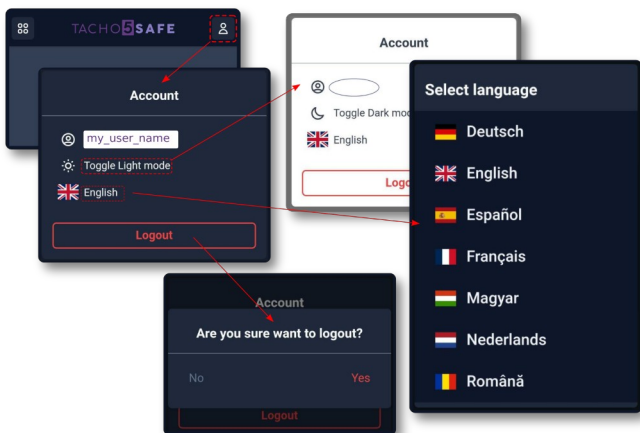 TACHO5SAFE
Account
my_user_name
Toggle Light mode
English
Logout
Account
Toggle Dark mod
English
Logo
Select language
Deutsch
English
Español
Français
Magyar
Nederlands
Română
Account
Are you sure want to logout?
No
Yes
Logout